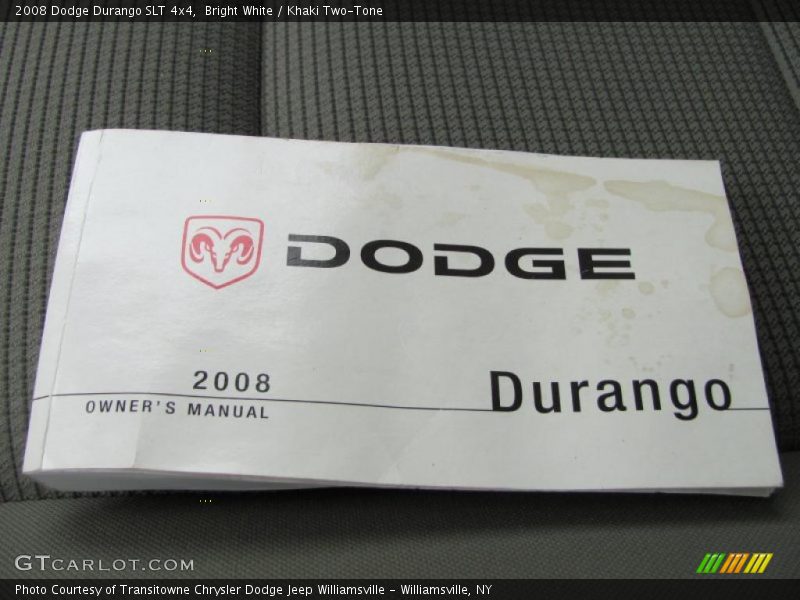 2008 Dodge Durango SLT 4x4,  Bright White / Khaki Two-Tone
DODGE
2008
OWNER'S MANUAL
Durango
GTCARLOT.COM
Photo Courtesy of Transitowne Chrysler Dodge Jeep Williamsville - Williamsville, NY